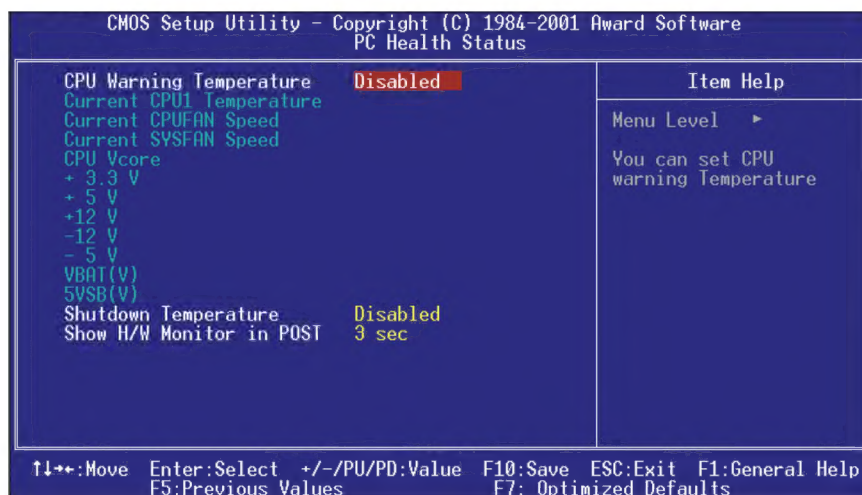 CMOS Setup Utility – Copyright (C) 1984-2001 Award Software
PC Health Status
CPU Warning Temperature Disabled
Current CPU1 Temperature
Current CPUFAN Speed
Current SYSFAN Speed
CPU Vcore
+ 3.3 V
+ 5 V
+12 V
-12 V
- 5 V
VBAT(V)
5VSB(V)
Shutdown Temperature Disabled
Show H/W Monitor in POST 3 sec
Item Help
Menu Level ►
You can set CPU
warning Temperature
↑↓→←:Move Enter:Select +/-/PU/PD:Value F10:Save ESC:Exit F1:General Help
F5:Previous Values F7: Optimized Defaults